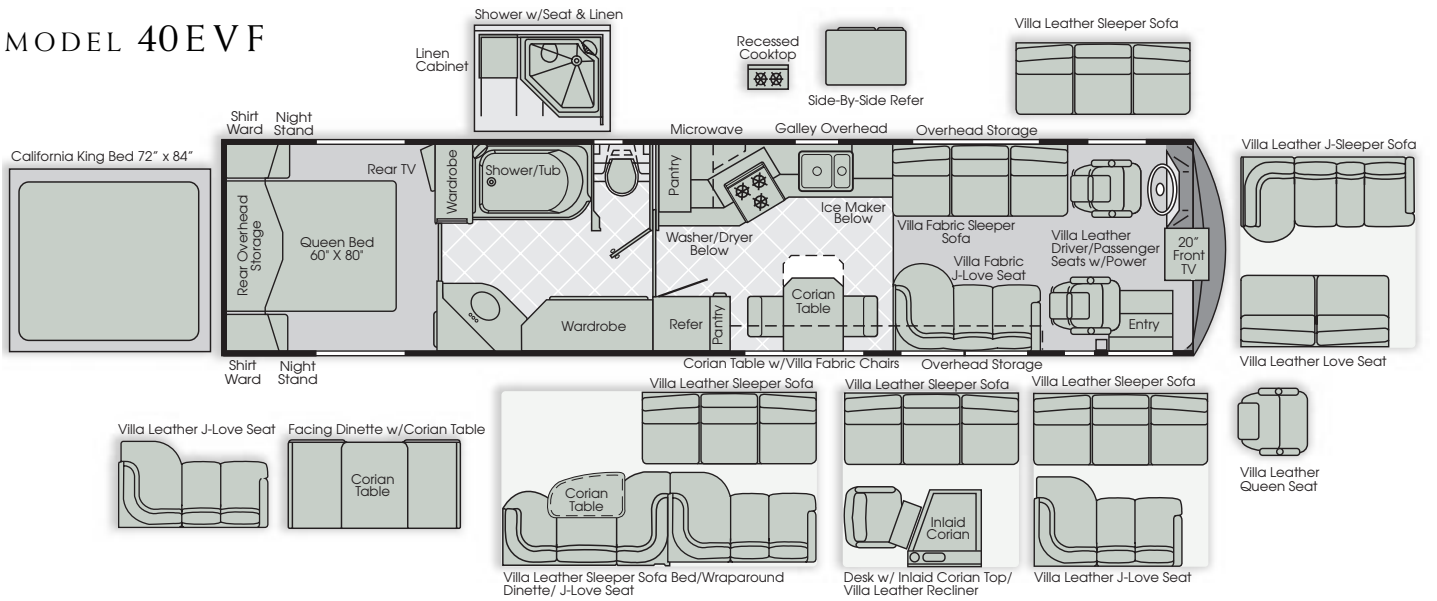 MODEL 40EVF
Shower w/Seat & Linen
Linen
Cabinet
Recessed
Cooktop
Side-By-Side Refer
Villa Leather Sleeper Sofa
California King Bed 72" x 84"
Shirt
Ward
Night
Stand
Microwave
Galley Overhead
Overhead Storage
Villa Leather J-Sleeper Sofa
Rear TV
Wardrobe
Shower/Tub
Pantry
Ice Maker
Below
Washer/Dryer
Below
Rear Overhead
Storage
Queen Bed
60" X 80"
Villa Fabric Sleeper
Sofa
Villa Leather
Driver/Passenger
Seats w/Power
20"
Front
TV
Villa Fabric
J-Love Seat
Corian
Table
Wardrobe
Refer
Pantry
Entry
Shirt
Ward
Night
Stand
Corian Table w/Villa Fabric Chairs
Overhead Storage
Villa Leather Love Seat
Villa Leather J-Love Seat
Facing Dinette w/Corian Table
Corian
Table
Villa Leather Sleeper Sofa
Corian
Table
Villa Leather Sleeper Sofa Bed/Wraparound
Dinette/ J-Love Seat
Villa Leather Sleeper Sofa
Inlaid
Corian
Desk w/ Inlaid Corian Top/
Villa Leather Recliner
Villa Leather Sleeper Sofa
Villa Leather J-Love Seat
Villa Leather
Queen Seat